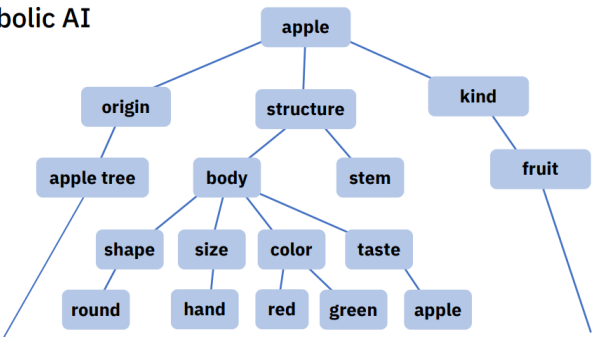 bolic AI
apple
origin
structure
kind
apple tree
body
stem
fruit
shape
size
color
taste
round
hand
red
green
apple